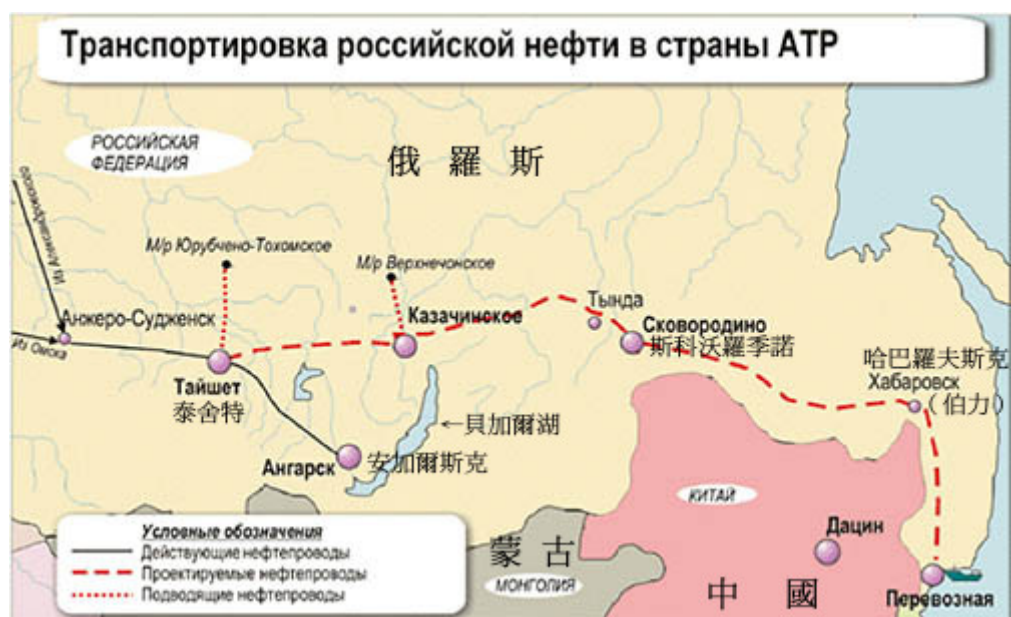 Транспортировка российской нефти в страны АТР
РОССИЙСКАЯ
ФЕДЕРАЦИЯ
俄羅斯
Из Александровского
М/р Юрубчено-Тохомское
М/р Верхнечонское
Анжеро-Судженск
Из Омска
Казачинское
Тында
Сковородино
斯科沃羅季諾
哈巴羅夫斯克
Хабаровск
（伯力）
Тайшет
泰舍特
←貝加爾湖
Ангарск
安加爾斯克
КИТАЙ
Дацин
蒙古
МОНГОЛИЯ
中國
Перевозная
Условные обозначения
Действующие нефтепроводы
Проектируемые нефтепроводы
Подводящие нефтепроводы